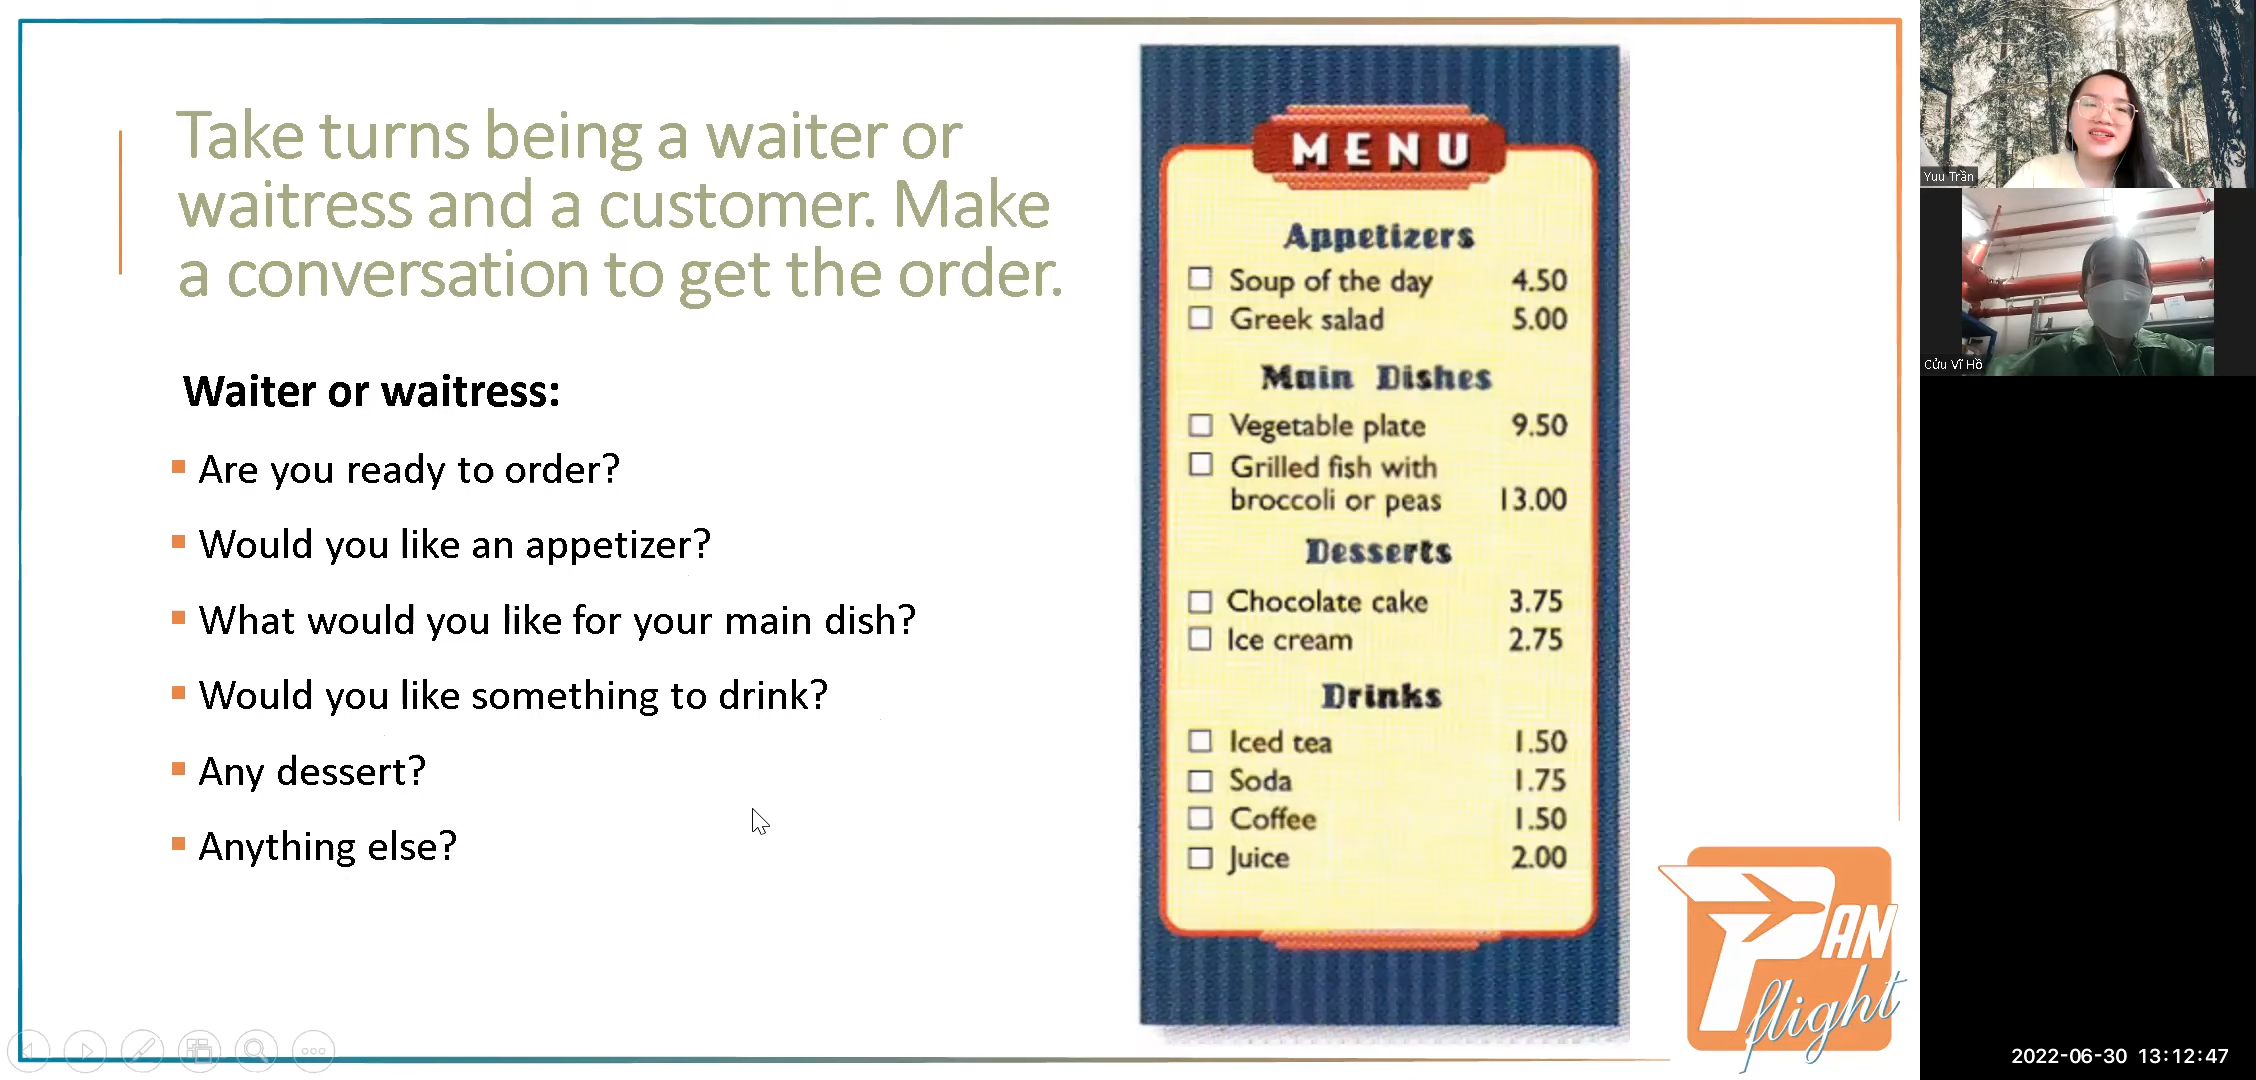 Take turns being a waiter or
waitress and a customer. Make
a conversation to get the order.
Waiter or waitress:
Are you ready to order?
Would you like an appetizer?
What would you like for your main dish?
Would you like something to drink?
Any dessert?
Anything else?
MENU
Appetizers
Soup of the day 4.50
Greek salad 5.00
Main Dishes
Vegetable plate 9.50
Grilled fish with
broccoli or peas 13.00
Desserts
Chocolate cake 3.75
Ice cream 2.75
Drinks
Iced tea 1.50
Soda 1.75
Coffee 1.50
Juice 2.00
PAN
flight
Yuu Trần
Cửu Vĩ Hồ
2022-06-30 13:12:47